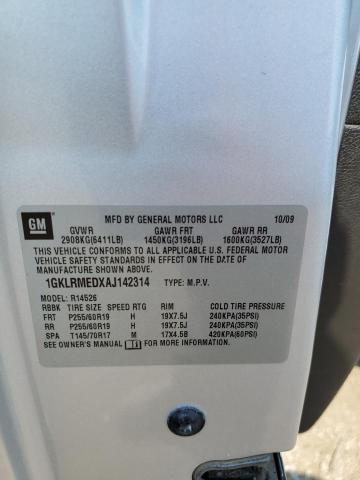 GM
MFD BY GENERAL MOTORS LLC 10/09
GVWR GAWR FRT GAWR RR
2908KG(6411LB) 1450KG(3196LB) 1600KG(3527LB)
THIS VEHICLE CONFORMS TO ALL APPLICABLE U.S. FEDERAL MOTOR
VEHICLE SAFETY AND THEFT PREVENTION STANDARDS IN EFFECT ON
THE DATE OF MANUFACTURE SHOWN ABOVE.
1GKLRMEDXAJ142314 TYPE: M.P.V.
MODEL: R14526
RBBK TIRE SIZE SPEED RTG RIM COLD TIRE PRESSURE
FRT P255/60R19 H 19X7.5J 240KPA(35PSI)
RR P255/60R19 H 19X7.5J 240KPA(35PSI)
SPA T145/70R17 M 17X4.5B 420KPA(60PSI)
SEE OWNER'S MANUAL FOR MORE INFORMATION.